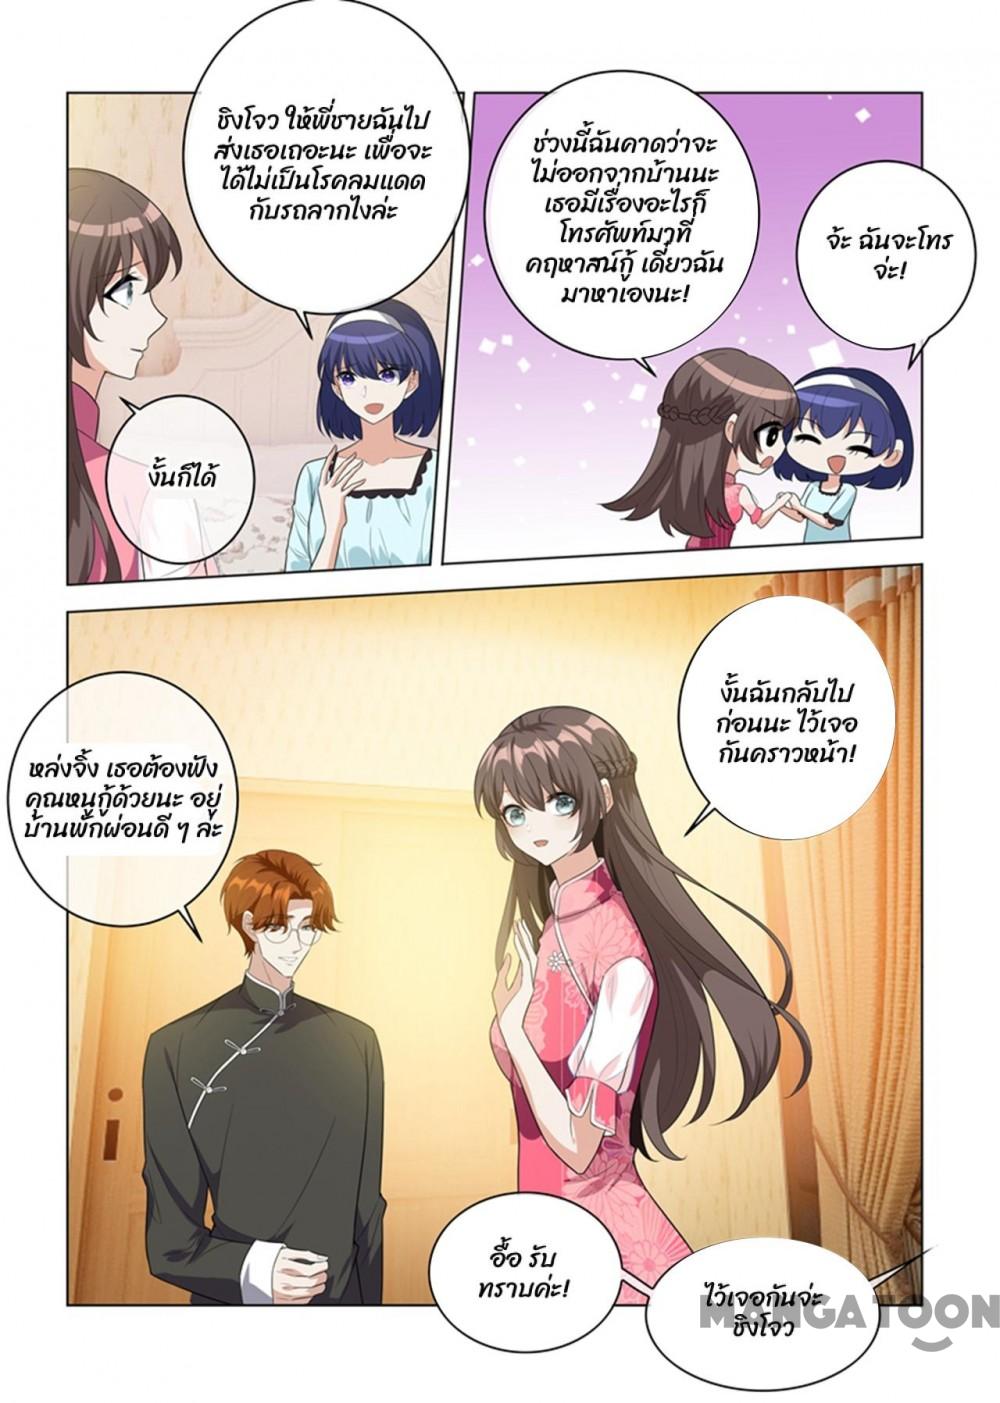 ชิงโจว ให้พี่ชายฉันไป
ส่งเธอเถอะนะ เพื่อจะ
ได้ไม่เป็นโรคลมแดด
กับรถลากไงล่ะ
งั้นก็ได้
ช่วงนี้ฉันคาดว่าจะ
ไม่ออกจากบ้านนะ
เธอมีเรื่องอะไรก็
โทรศัพท์มาที่
คฤหาสน์กู้ เดี๋ยวฉัน
มาหาเองนะ!
จ้ะ ฉันจะโทร
จ่ะ!
งั้นฉันกลับไป
ก่อนนะ ไว้เจอ
กันคราวหน้า!
หล่งจิ้ง เธอต้องฟัง
คุณหนูกู้ด้วยนะ อยู่
บ้านพักผ่อนดี ๆ ละ
อื้อ รับ
ทราบค่ะ!
ไว้เจอกันจ่ะ
ชิงโจว
MANGATOON